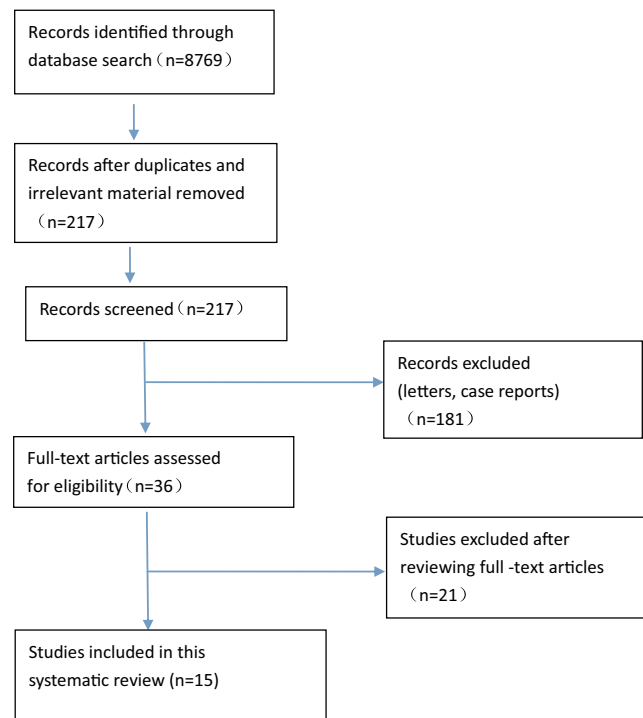 Records identified through
database search（n=8769）
Records after duplicates and
irrelevant material removed
（n=217）
Records screened（n=217）
Records excluded
(letters, case reports)
（n=181）
Full-text articles assessed
for eligibility（n=36）
Studies excluded after
reviewing full -text articles
（n=21）
Studies included in this
systematic review (n=15)